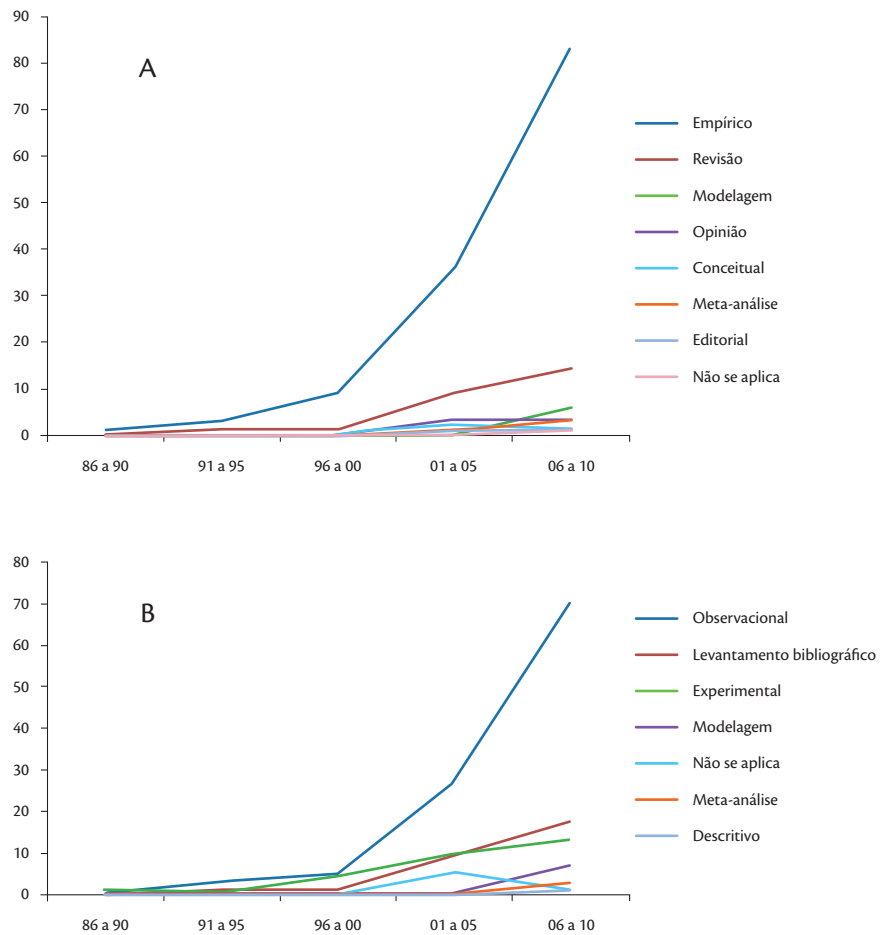 90
80
70
60
50
40
30
20
10
0
A
86 a 90 91 a 95 96 a 00 01 a 05 06 a 10
Empírico
Revisão
Modelagem
Opinião
Conceitual
Meta-análise
Editorial
Não se aplica
80
70
60
50
40
30
20
10
0
B
86 a 90 91 a 95 96 a 00 01 a 05 06 a 10
Observacional
Levantamento bibliográfico
Experimental
Modelagem
Não se aplica
Meta-análise
Descritivo